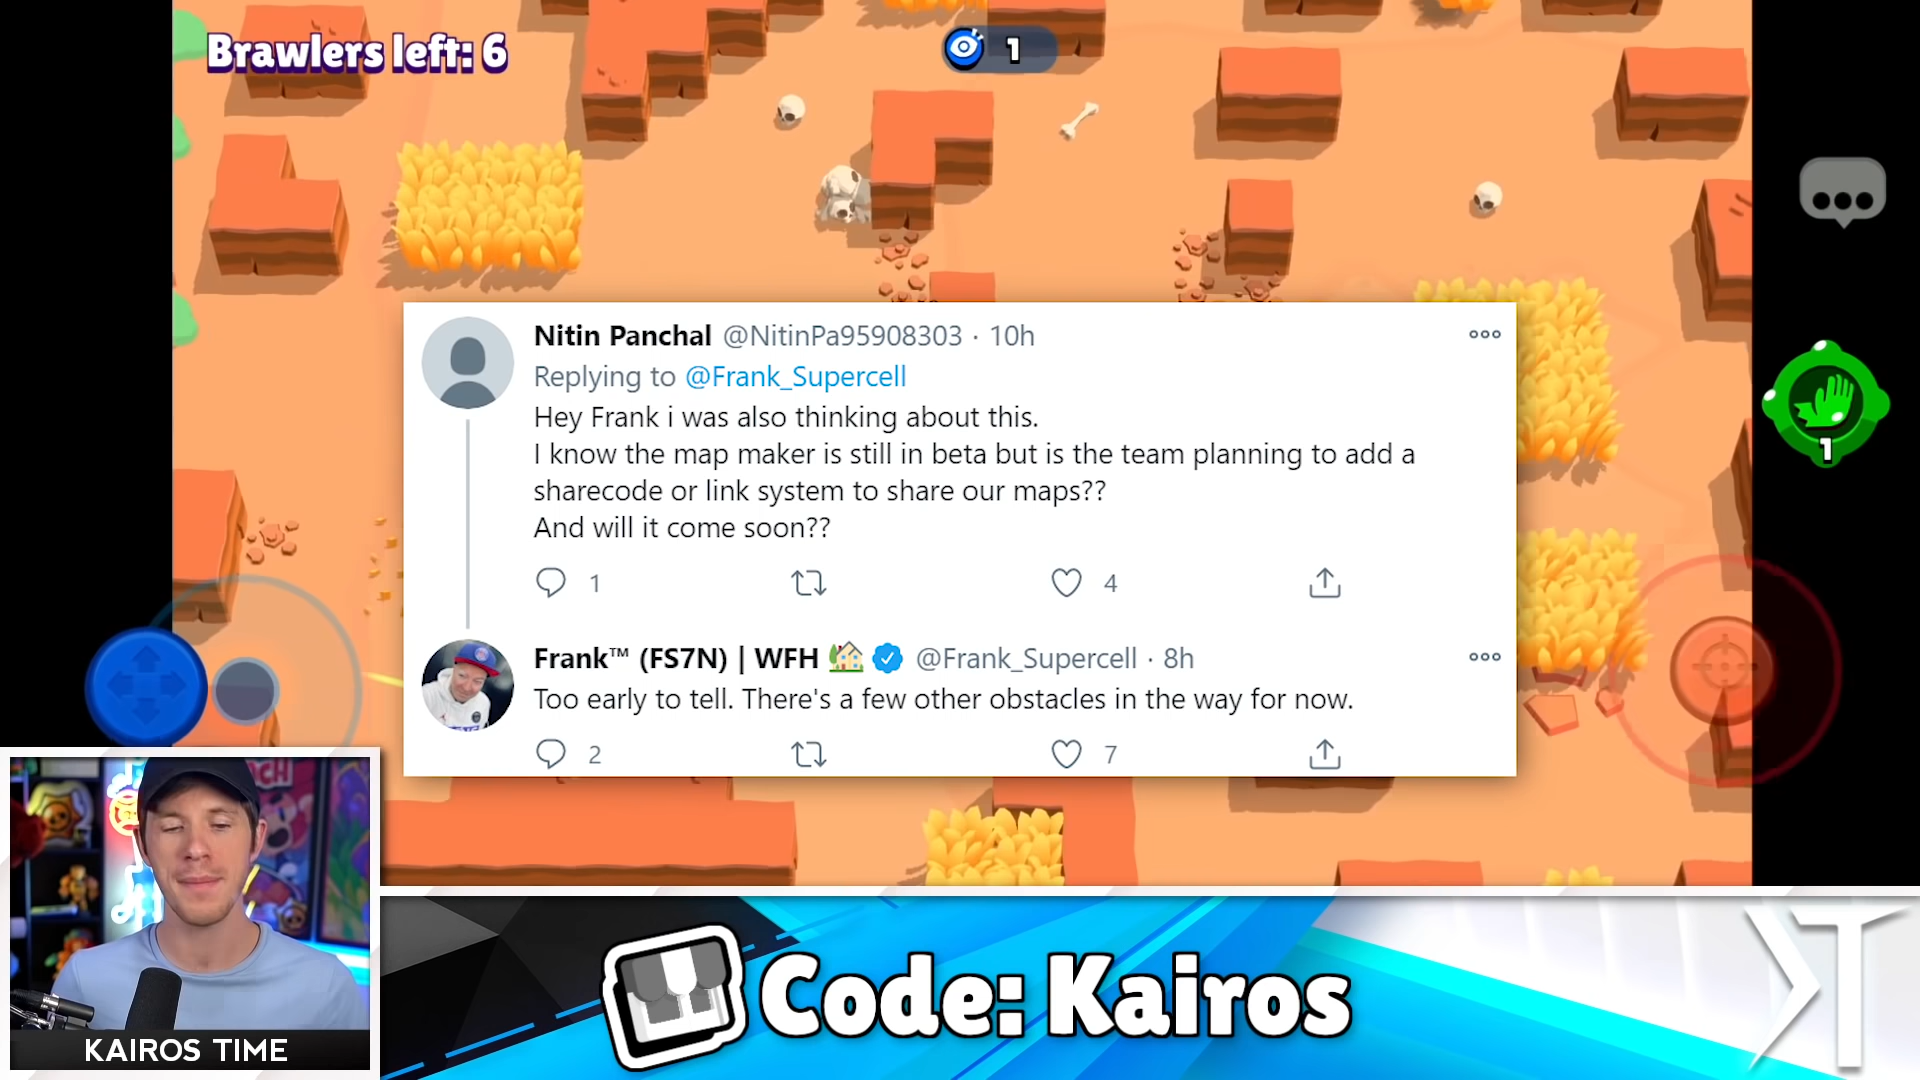 Brawlers left: 6
1
Nitin Panchal @NitinPa95908303 · 10h
Replying to @Frank_Supercell
Hey Frank i was also thinking about this.
I know the map maker is still in beta but is the team planning to add a
sharecode or link system to share our maps??
And will it come soon??
1
4
1
Frank™ (FS7N) | WFH 🏡 @Frank_Supercell · 8h
Too early to tell. There's a few other obstacles in the way for now.
2
7
KAIROS TIME
Code: Kairos
KT